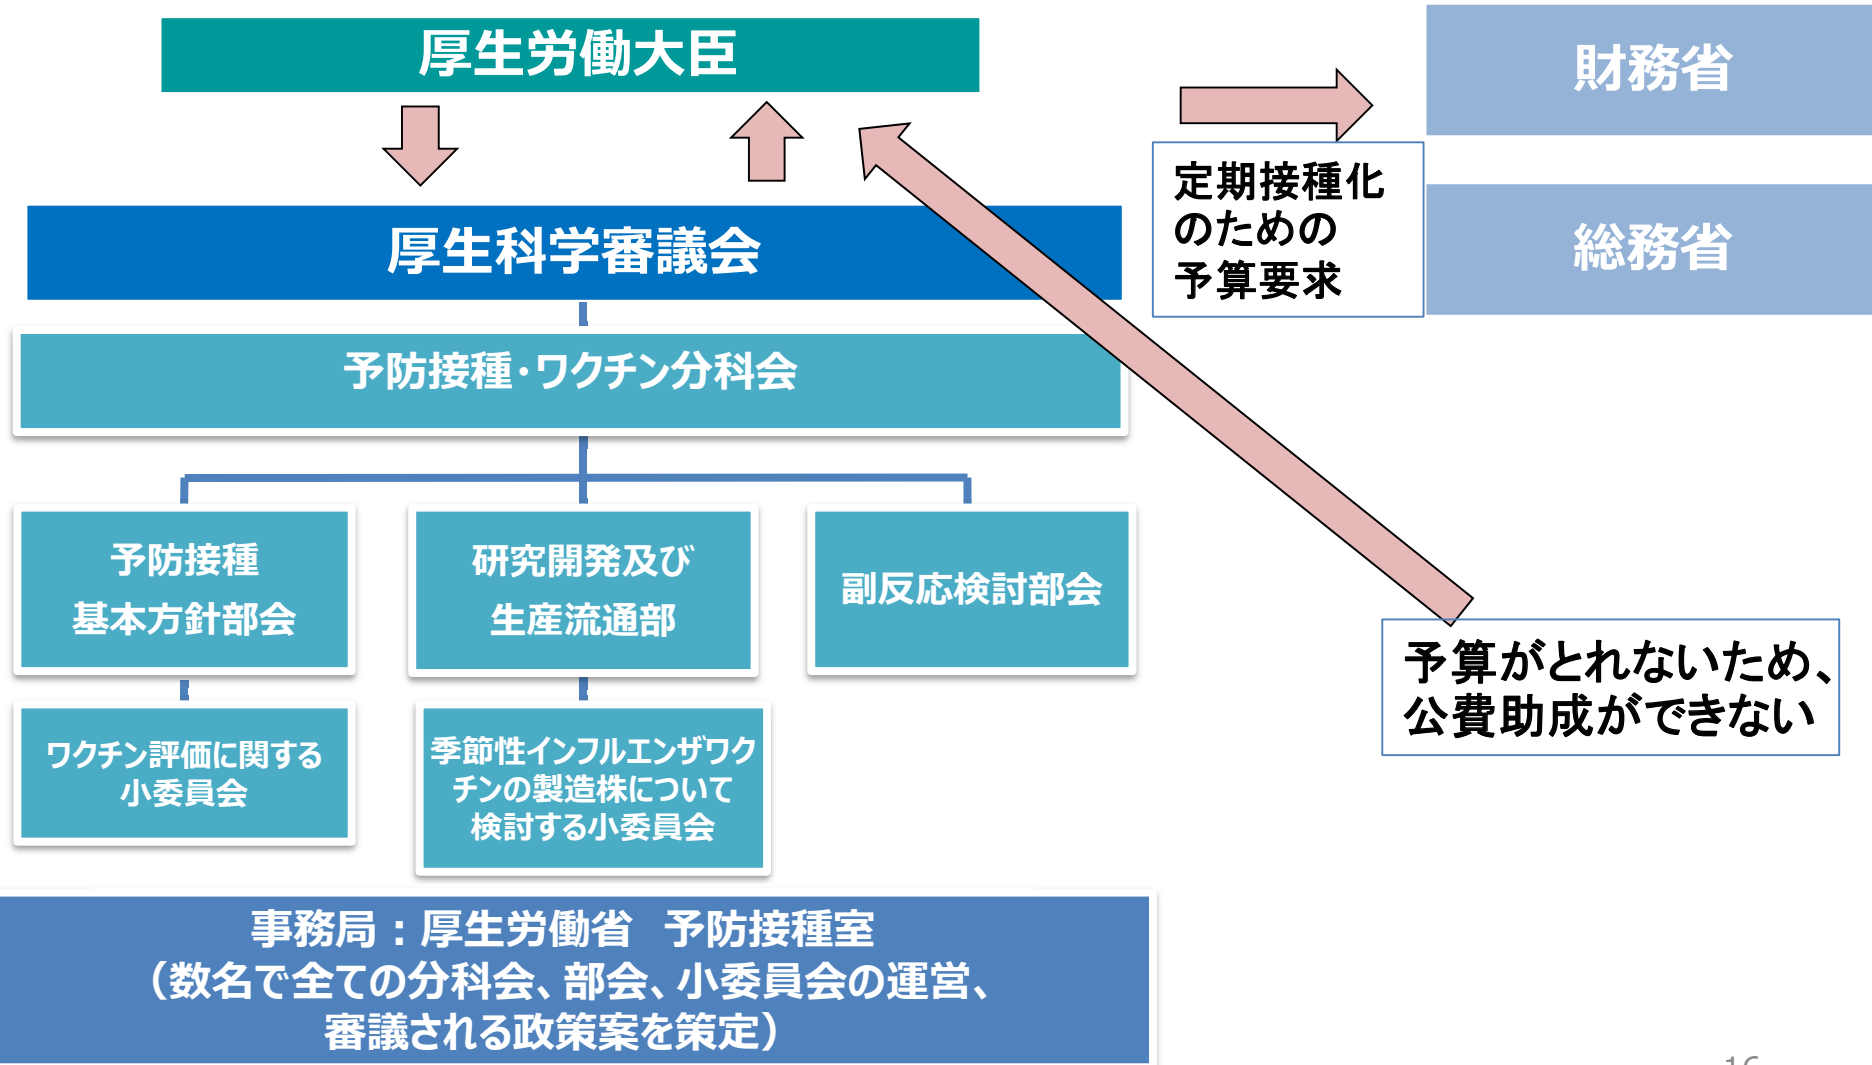 厚生労働大臣
財務省
定期接種化
のための
予算要求
総務省
厚生科学審議会
予防接種・ワクチン分科会
予防接種
基本方針部会
研究開発及び
生産流通部
副反応検討部会
予算がとれないため、
公費助成ができない
ワクチン評価に関する
小委員会
季節性インフルエンザワク
チンの製造株について
検討する小委員会
事務局：厚生労働省　予防接種室
（数名で全ての分科会、部会、小委員会の運営、
審議される政策案を策定）
16